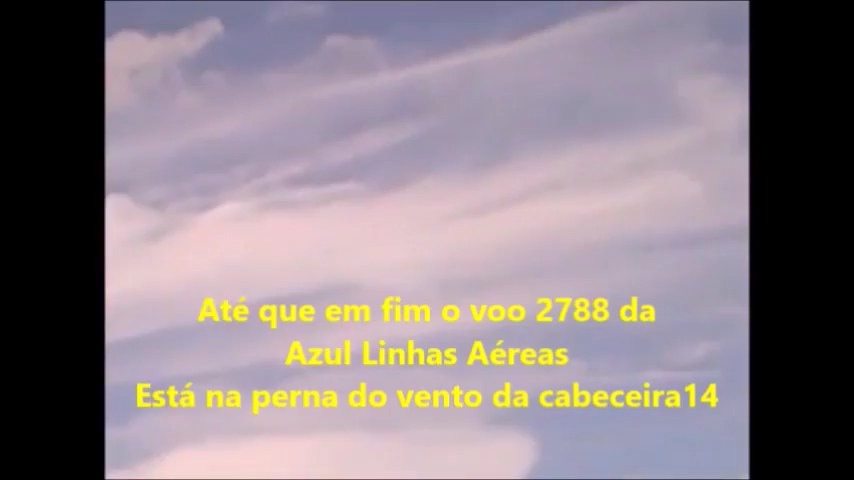 Até que em fim o voo 2788 da
Azul Linhas Aéreas
Está na perna do vento da cabeceira14